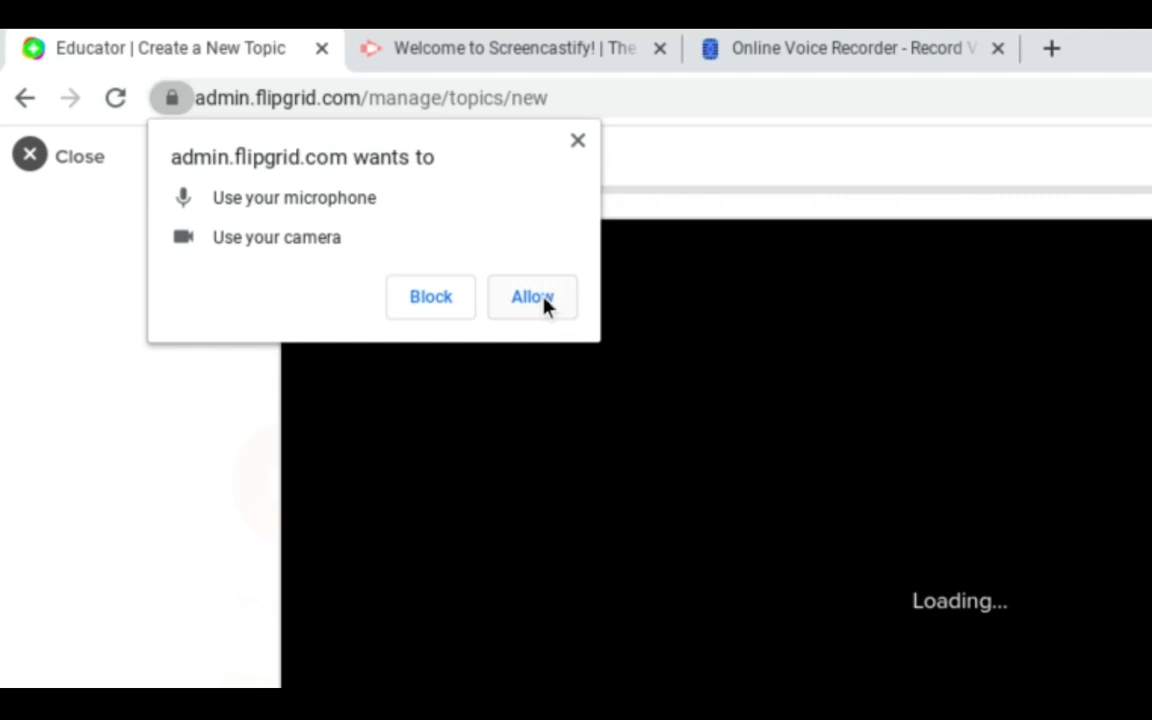 Educator | Create a New Topic
Welcome to Screencastify! | The
Online Voice Recorder - Record V
admin.flipgrid.com/manage/topics/new
Close
admin.flipgrid.com wants to
Use your microphone
Use your camera
Block
Allow
Loading...